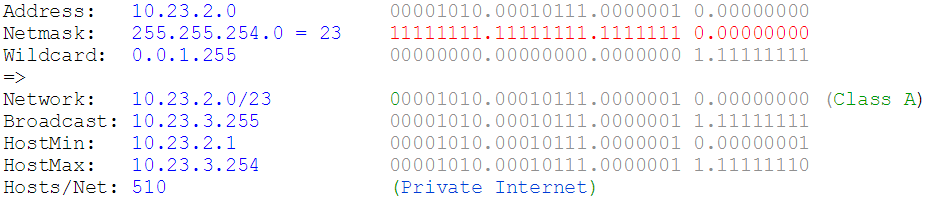 Address: 10.23.2.0 00001010.00010111.0000001 0.00000000
Netmask: 255.255.254.0 = 23 11111111.11111111.1111111 0.00000000
Wildcard: 0.0.1.255 00000000.00000000.0000000 1.11111111
=>
Network: 10.23.2.0/23 00001010.00010111.0000001 0.00000000 (Class A)
Broadcast: 10.23.3.255 00001010.00010111.0000001 1.11111111
HostMin: 10.23.2.1 00001010.00010111.0000001 0.00000001
HostMax: 10.23.3.254 00001010.00010111.0000001 1.11111110
Hosts/Net: 510 (Private Internet)